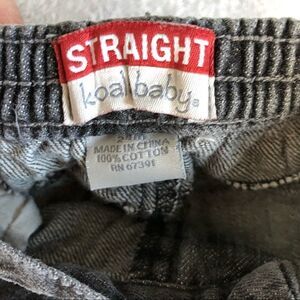 STRAIGHT
koala baby®
MADE IN CHINA
100% COTTON
RN 67391